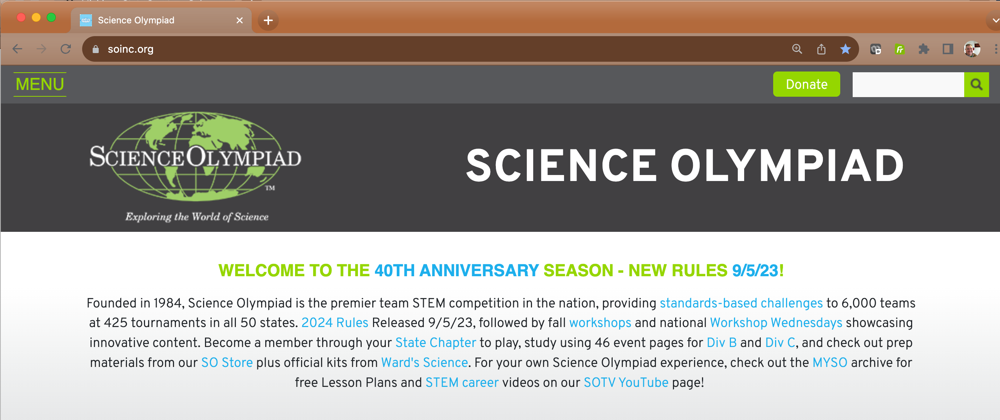 Science Olympiad
soinc.org
MENU
Donate
SCIENCE OLYMPIAD
TM
Exploring the World of Science
SCIENCE OLYMPIAD
WELCOME TO THE 40TH ANNIVERSARY SEASON - NEW RULES 9/5/23!
Founded in 1984, Science Olympiad is the premier team STEM competition in the nation, providing standards-based challenges to 6,000 teams
at 425 tournaments in all 50 states. 2024 Rules Released 9/5/23, followed by fall workshops and national Workshop Wednesdays showcasing
innovative content. Become a member through your State Chapter to play, study using 46 event pages for Div B and Div C, and check out prep
materials from our SO Store plus official kits from Ward's Science. For your own Science Olympiad experience, check out the MYSO archive for
free Lesson Plans and STEM career videos on our SOTV YouTube page!